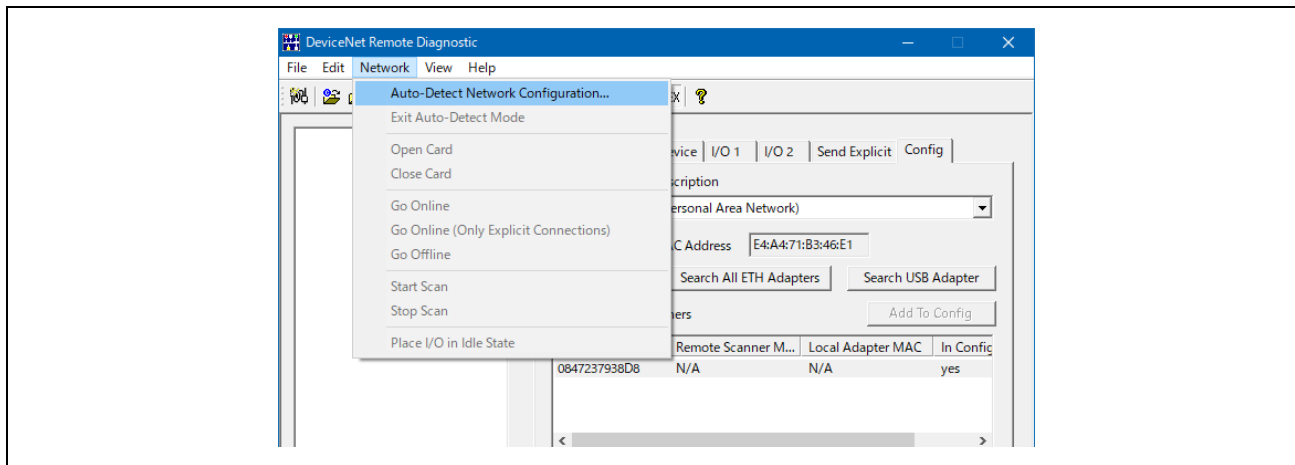 DeviceNet Remote Diagnostic
File Edit Network View Help
Auto-Detect Network Configuration...
Exit Auto-Detect Mode
Open Card
Close Card
Go Online
Go Online (Only Explicit Connections)
Go Offline
Start Scan
Stop Scan
Place I/O in Idle State
I/O 1 I/O 2 Send Explicit Config
ersonal Area Network)
C Address E4:A4:71:B3:46:E1
Search All ETH Adapters Search USB Adapter
Add To Config
Remote Scanner M... Local Adapter MAC In Config
0847237938D8 N/A N/A yes